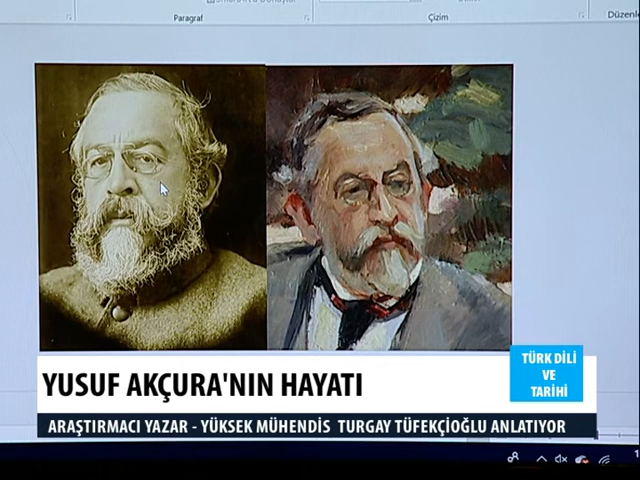 Paragraf
Çizim
YUSUF AKÇURA'NIN HAYATI
TÜRK DİLİ
VE
TARİHİ
ARAŞTIRMACI YAZAR - YÜKSEK MÜHENDİS TURGAY TÜFEKÇİOĞLU ANLATIYOR